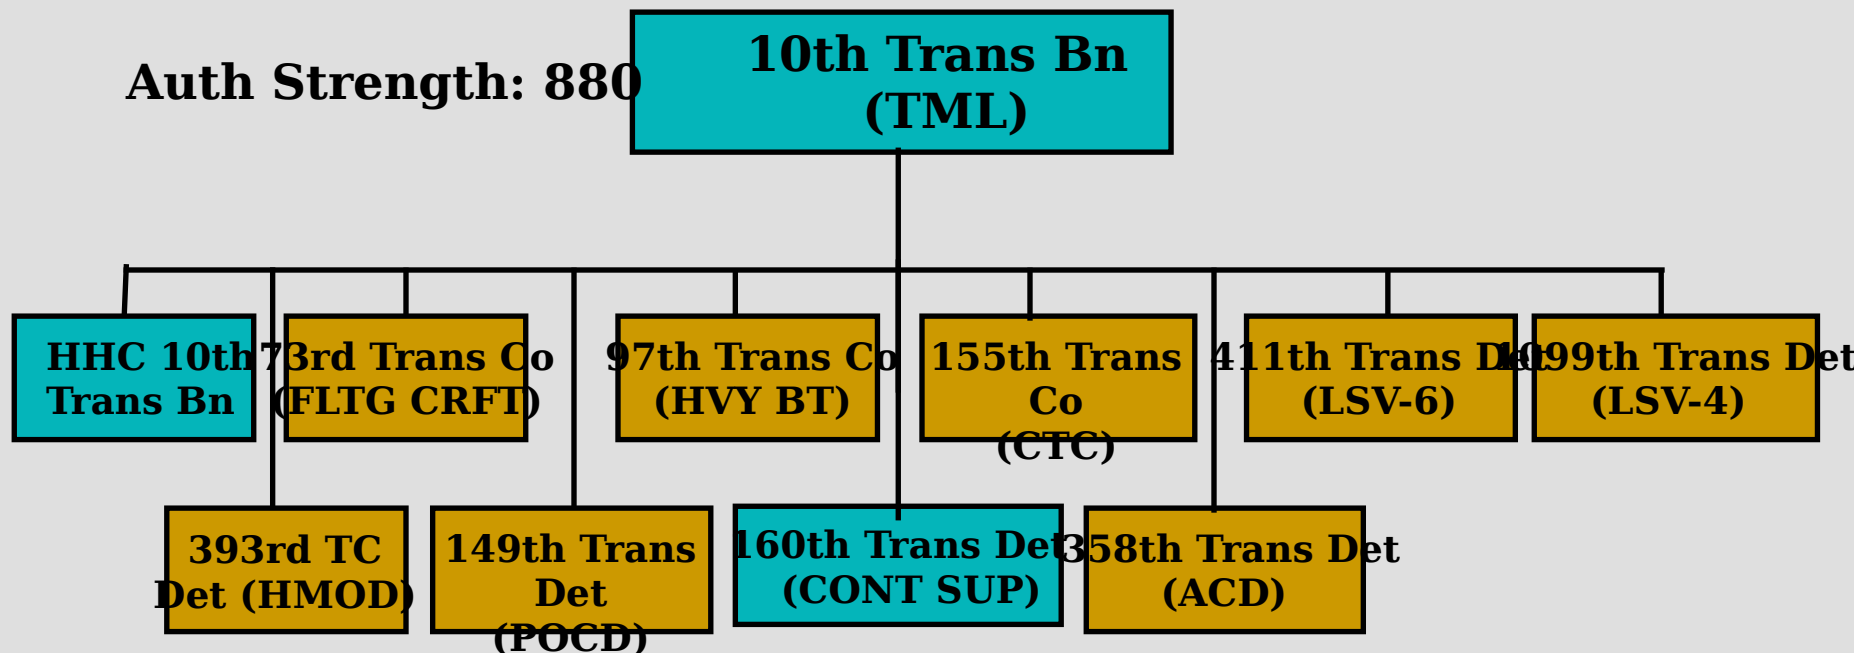 Auth Strength: 880
10th Trans Bn
(TML)
HHC 10th
Trans Bn
73rd Trans Co
(FLTG CRFT)
97th Trans Co
(HVY BT)
155th Trans
Co
(CTC)
411th Trans Det
(LSV-6)
1099th Trans Det
(LSV-4)
393rd TC
Det (HMOD)
149th Trans
Det
(POCD)
160th Trans Det
(CONT SUP)
358th Trans Det
(ACD)